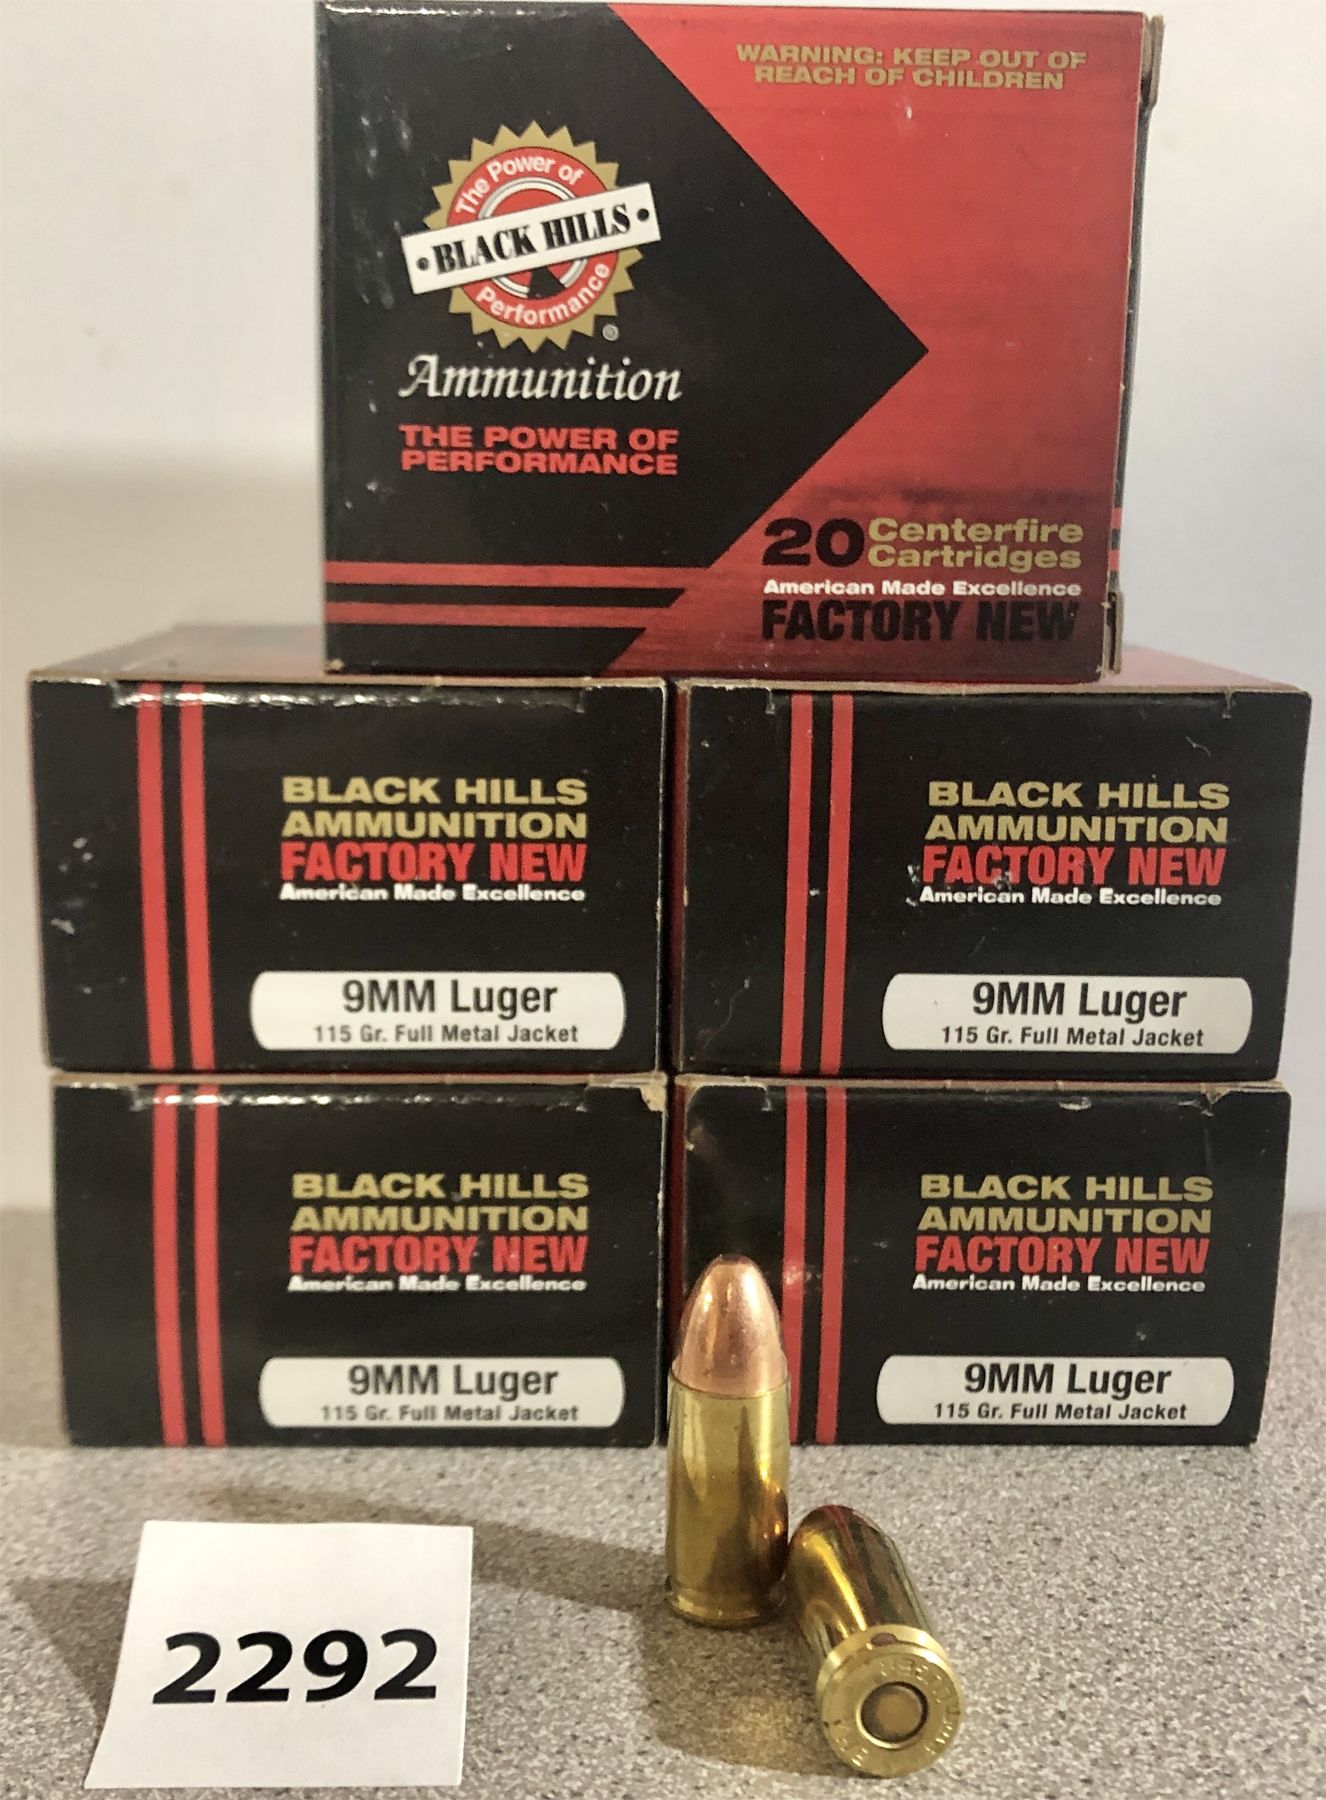 WARNING: KEEP OUT OF
REACH OF CHILDREN
The Power of
• BLACK HILLS •
Performance
®
Ammunition
THE POWER OF
PERFORMANCE
20 Centerfire
Cartridges
American Made Excellence
FACTORY NEW
BLACK HILLS
AMMUNITION
FACTORY NEW
American Made Excellence
9MM Luger
115 Gr. Full Metal Jacket
BLACK HILLS
AMMUNITION
FACTORY NEW
American Made Excellence
9MM Luger
115 Gr. Full Metal Jacket
BLACK HILLS
AMMUNITION
FACTORY NEW
American Made Excellence
9MM Luger
115 Gr. Full Metal Jacket
BLACK HILLS
AMMUNITION
FACTORY NEW
American Made Excellence
9MM Luger
115 Gr. Full Metal Jacket
2292